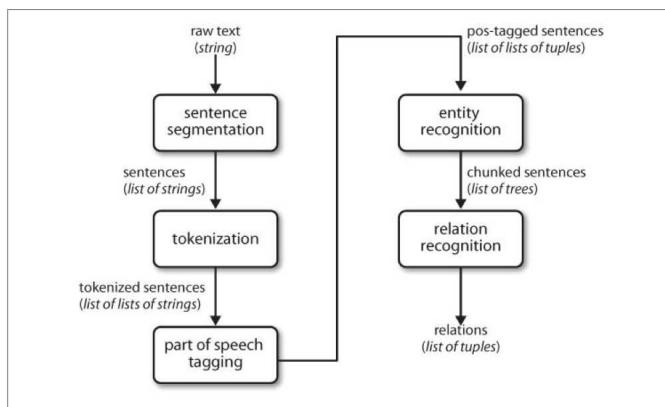 raw text
(string)
sentence
segmentation
sentences
(list of strings)
tokenization
tokenized sentences
(list of lists of strings)
part of speech
tagging
pos-tagged sentences
(list of lists of tuples)
entity
recognition
chunked sentences
(list of trees)
relation
recognition
relations
(list of tuples)